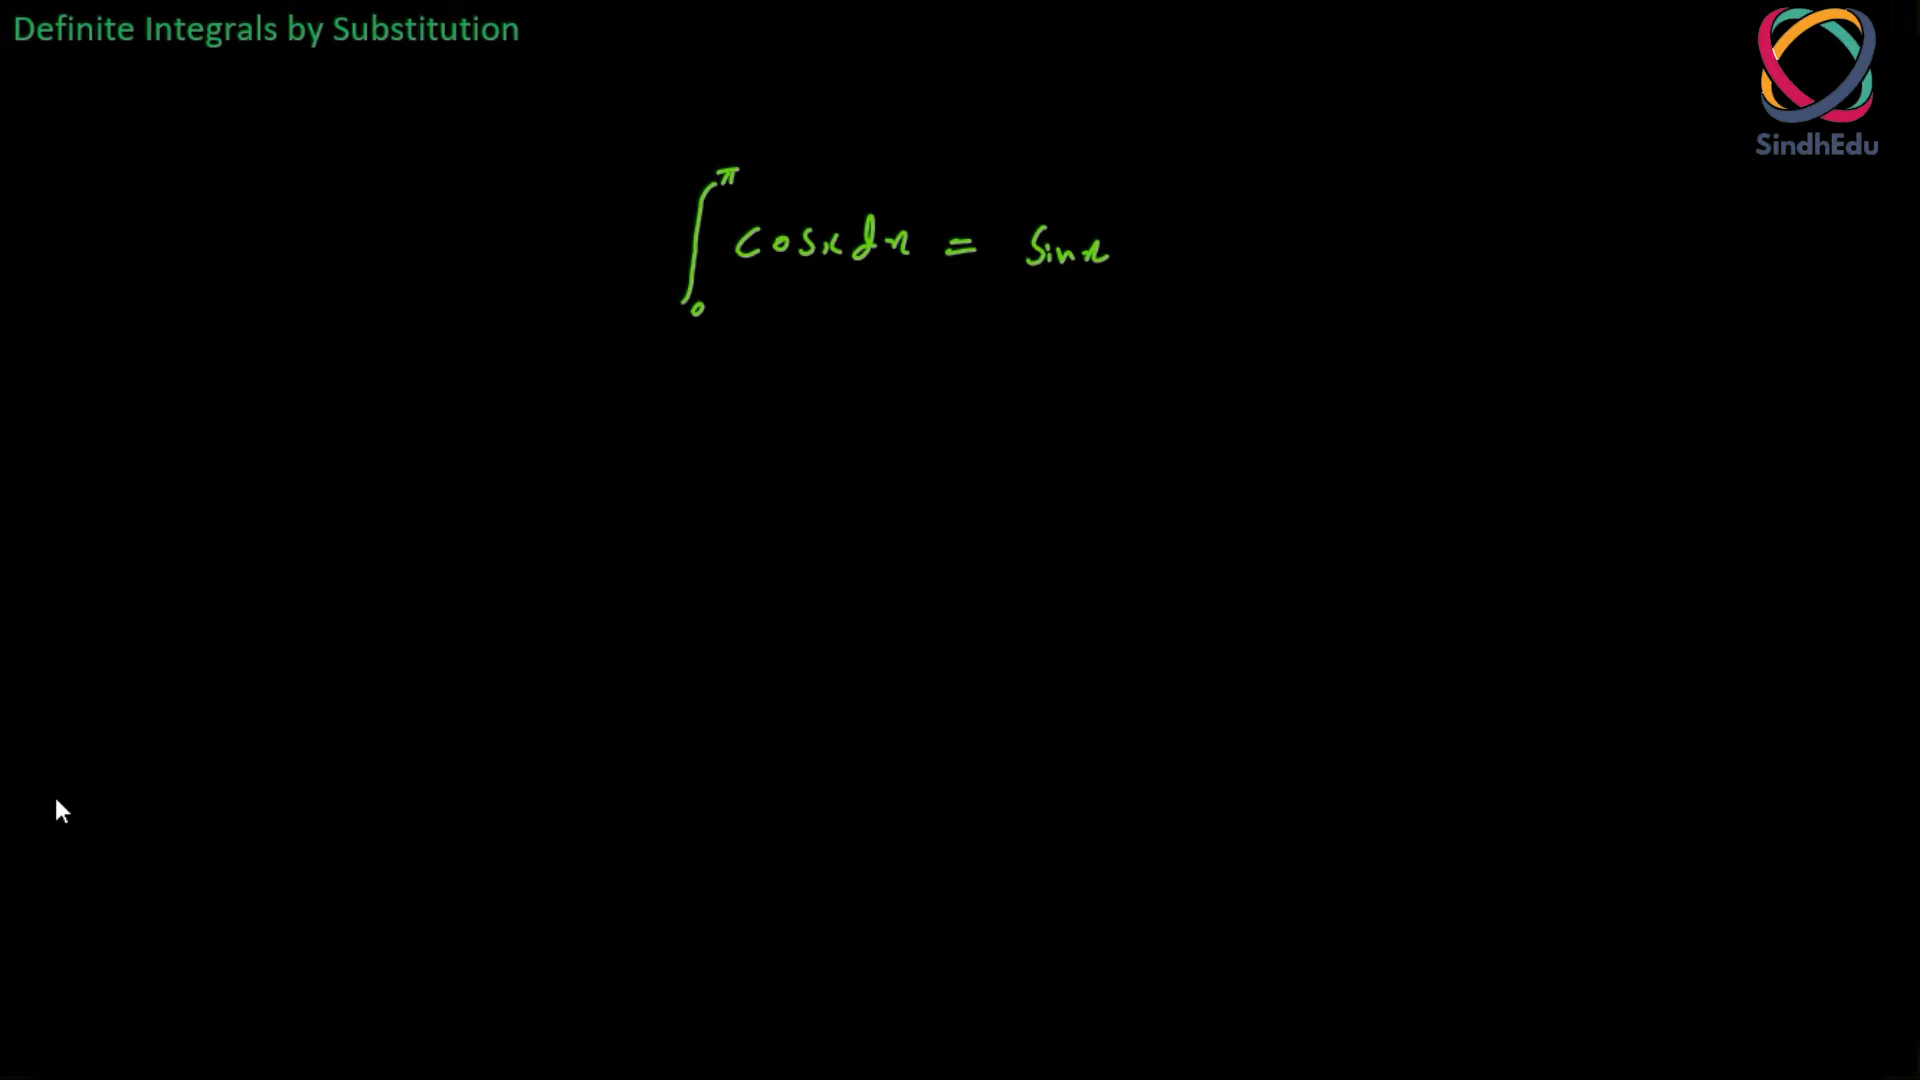 Definite Integrals by Substitution
SindhEdu
∫₀^π cosx dx = sinx